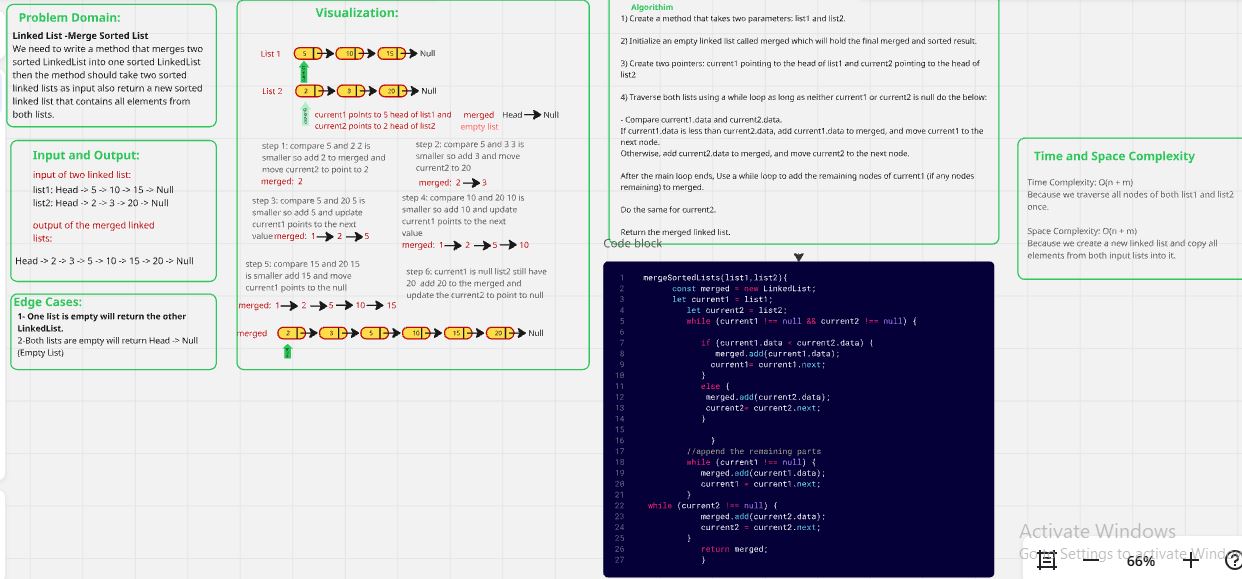 Problem Domain:
Linked List -Merge Sorted List
We need to write a method that merges two
sorted LinkedList into one sorted LinkedList
then the method should take two sorted
linked lists as input also return a new sorted
linked list that contains all elements from
both lists.
Input and Output:
input of two linked list:
list1: Head -> 5 -> 10 -> 15 -> Null
list2: Head -> 2 -> 3 -> 20 -> Null
output of the merged linked
lists:
Head -> 2 -> 3 -> 5 -> 10 -> 15 -> 20 -> Null
Edge Cases:
1- One list is empty will return the other
LinkedList.
2-Both lists are empty will return Head -> Null
(Empty List)
Visualization:
List 1 5 10 15 Null
List 2 2 3 20 Null
current1 points to 5 head of list1 and
current2 points to 2 head of list2
merged Head Null
empty list
step 1: compare 5 and 2 2 is
smaller so add 2 to merged and
move current2 to point to 2
merged: 2
step 2: compare 5 and 3 3 is
smaller so add 3 and move
current2 to 20
merged: 2 3
step 3: compare 5 and 20 5 is
smaller so add 5 and update
current1 points to the next
value
merged: 1 2 5
step 4: compare 10 and 20 10 is
smaller so add 10 and update
current1 points to the next
value
merged: 1 2 5 10
step 5: compare 15 and 20 15
is smaller add 15 and move
current1 points to the null
merged: 1 2 5 10 15
step 6: current1 is null list2 still have
20 add 20 to the merged and
update the current2 to point to null
merged 2 3 5 10 15 20 Null
Algorithim
1) Create a method that takes two parameters: list1 and list2.
2) Initialize an empty linked list called merged which will hold the final merged and sorted result.
3) Create two pointers: current1 pointing to the head of list1 and current2 pointing to the head of
list2
4) Traverse both lists using a while loop as long as neither current1 or current2 is null do the below:
- Compare current1.data and current2.data.
If current1.data is less than current2.data, add current1.data to merged, and move current1 to the
next node.
Otherwise, add current2.data to merged, and move current2 to the next node.
After the main loop ends, Use a while loop to add the remaining nodes of current1 (if any nodes
remaining) to merged.
Do the same for current2.
Return the merged linked list.
Code block
1 mergeSortedLists(list1,list2){
2 const merged = new LinkedList;
3 let current1 = list1;
4 let current2 = list2;
5 while (current1 !== null && current2 !== null) {
6
7 if (current1.data < current2.data) {
8 merged.add(current1.data);
9 current1= current1.next;
10 }
11 else {
12 merged.add(current2.data);
13 current2= current2.next;
14 }
15
16 }
17 //append the remaining parts
18 while (current1 !== null) {
19 merged.add(current1.data);
20 current1 = current1.next;
21 }
22 while (current2 !== null) {
23 merged.add(current2.data);
24 current2 = current2.next;
25 }
26 return merged;
27 }
Time and Space Complexity
Time Complexity: O(n + m)
Because we traverse all nodes of both list1 and list2
once.
Space Complexity: O(n + m)
Because we create a new linked list and copy all
elements from both input lists into it.
Activate Windows
Go to Settings to activate Windows
66%